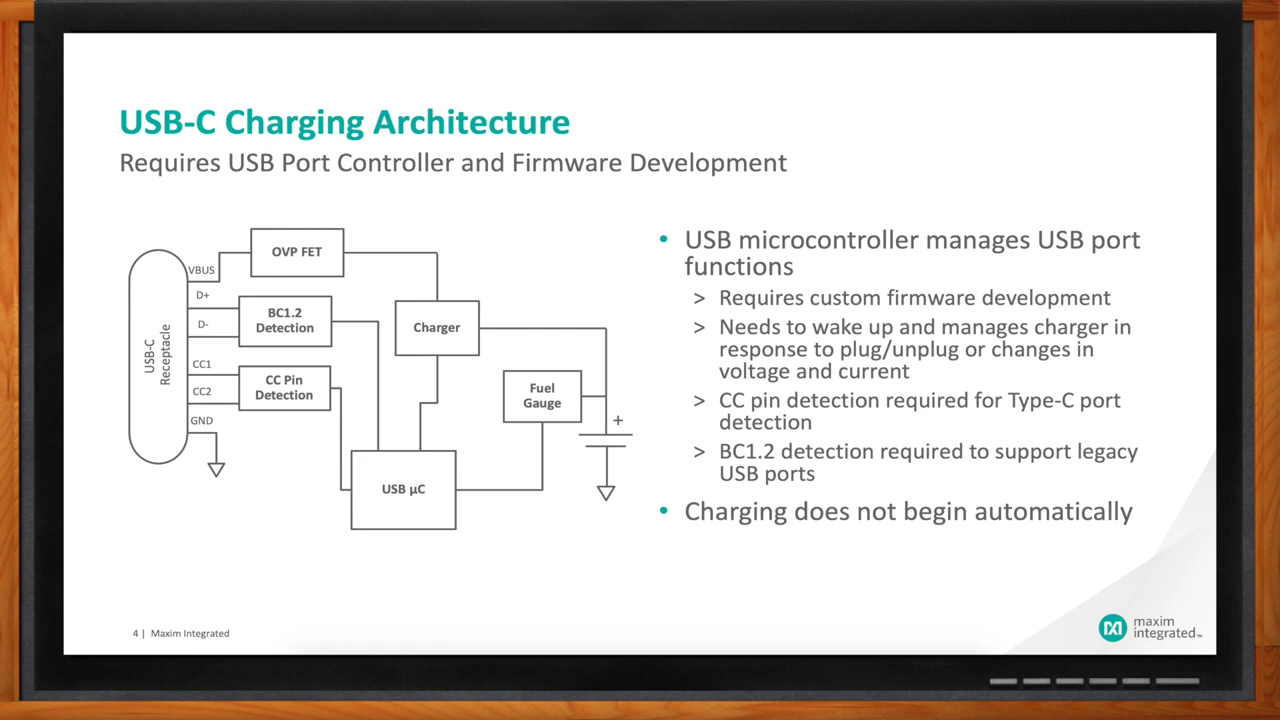 USB-C Charging Architecture
Requires USB Port Controller and Firmware Development
USB-C
Receptacle
VBUS
D+
D-
CC1
CC2
GND
OVP FET
BC1.2
Detection
CC Pin
Detection
Charger
Fuel
Gauge
+
USB µC
• USB microcontroller manages USB port
functions
> Requires custom firmware development
> Needs to wake up and manages charger in
response to plug/unplug or changes in
voltage and current
> CC pin detection required for Type-C port
detection
> BC1.2 detection required to support legacy
USB ports
• Charging does not begin automatically
4 | Maxim Integrated
maxim
integrated™